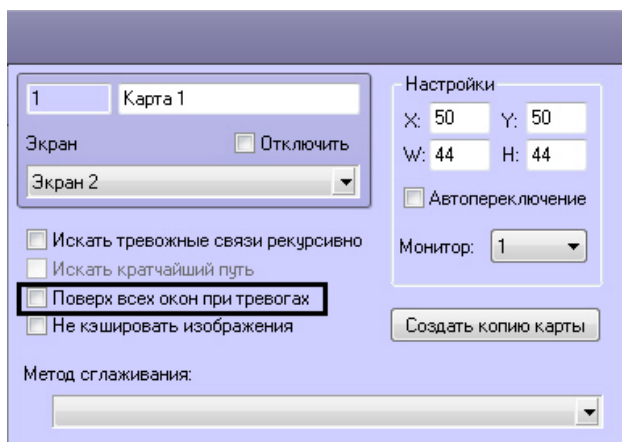 1
Карта 1
Экран
Отключить
Экран 2
Искать тревожные связи рекурсивно
Искать кратчайший путь
Поверх всех окон при тревогах
Не кэшировать изображения
Метод сглаживания:
Настройки
X: 50 Y: 50
W: 44 H: 44
Автопереключение
Монитор: 1
Создать копию карты